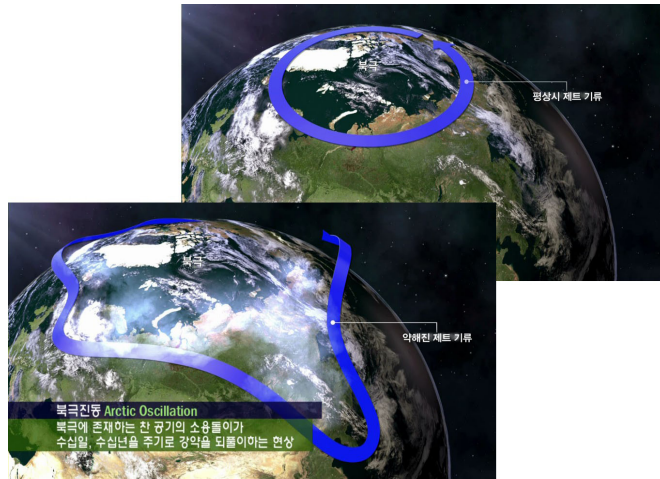 북극
평상시 제트 기류
북극
약해진 제트 기류
북극진동 Arctic Oscillation
북극에 존재하는 찬 공기의 소용돌이가
수십일, 수십년을 주기로 강약을 되풀이하는 현상